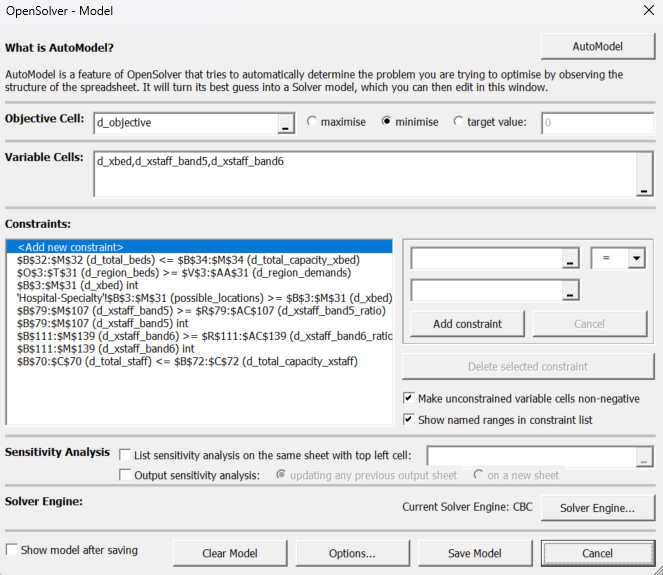 OpenSolver - Model
What is AutoModel?
AutoModel
AutoModel is a feature of OpenSolver that tries to automatically determine the problem you are trying to optimise by observing the
structure of the spreadsheet. It will turn its best guess into a Solver model, which you can then edit in this window.
Objective Cell:
d_objective
maximise
minimise
target value:
0
Variable Cells:
d_xbed,d_xstaff_band5,d_xstaff_band6
Constraints:
<Add new constraint>
$B$32:$M$32 (d_total_beds) <= $B$34:$M$34 (d_total_capacity_xbed)
$O$3:$T$31 (d_region_beds) >= $V$3:$AA$31 (d_region_demands)
$B$3:$M$31 (d_xbed) int
'Hospital-Specialty'!$B$3:$M$31 (possible_locations) >= $B$3:$M$31 (d_xbed)
$B$79:$M$107 (d_xstaff_band5) >= $R$79:$AC$107 (d_xstaff_band5_ratio)
$B$79:$M$107 (d_xstaff_band5) int
$B$111:$M$139 (d_xstaff_band6) >= $R$111:$AC$139 (d_xstaff_band6_ratio
$B$111:$M$139 (d_xstaff_band6) int
$B$70:$C$70 (d_total_staff) <= $B$72:$C$72 (d_total_capacity_xstaff)
=
Add constraint
Cancel
Delete selected constraint
Make unconstrained variable cells non-negative
Show named ranges in constraint list
Sensitivity Analysis
List sensitivity analysis on the same sheet with top left cell:
Output sensitivity analysis:
updating any previous output sheet
on a new sheet
Solver Engine:
Current Solver Engine: CBC
Solver Engine...
Show model after saving
Clear Model
Options...
Save Model
Cancel